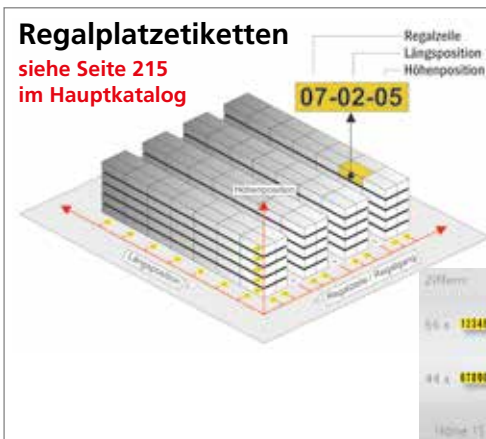 Regalplatzetiketten
siehe Seite 215
im Hauptkatalog
Regalzeile
Längsposition
Höhenposition
07-02-05
Höhenposition
Längsposition
Regalzeile / Regalgang
Ziffern
56 x
44 x